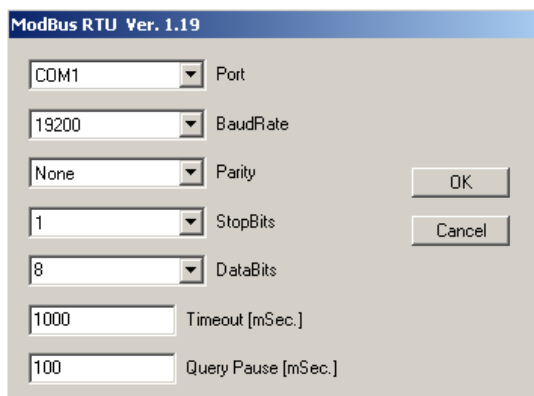 ModBus RTU Ver. 1.19
COM1 Port
19200 BaudRate
None Parity
OK
1 StopBits
Cancel
8 DataBits
1000 Timeout [mSec.]
100 Query Pause [mSec.]